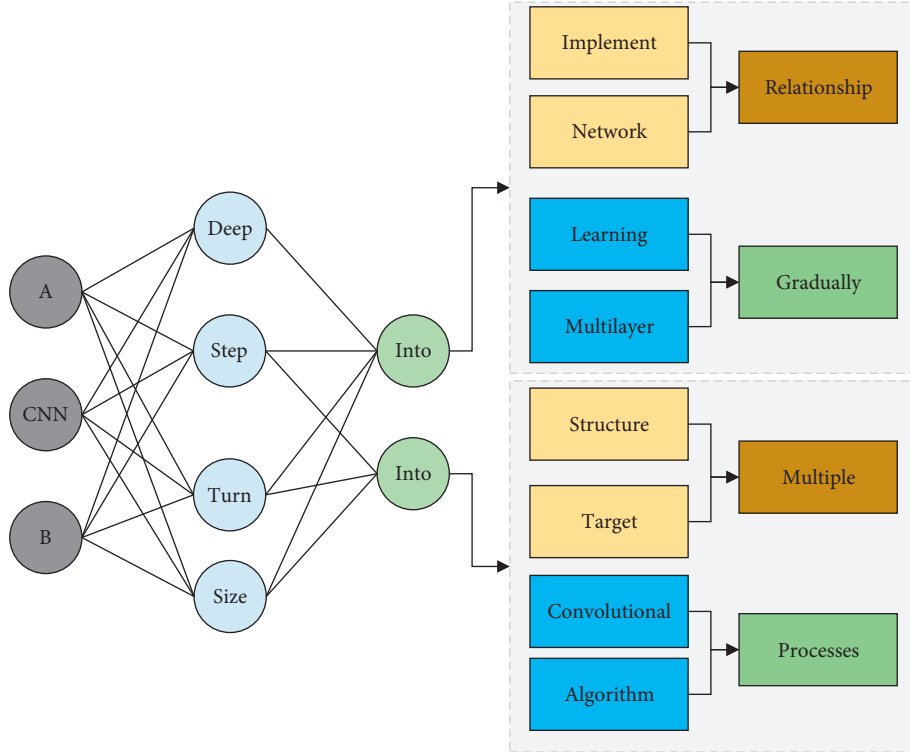 A
CNN
B
Deep
Step
Turn
Size
Into
Into
Implement
Network
Relationship
Learning
Multilayer
Gradually
Structure
Target
Multiple
Convolutional
Algorithm
Processes